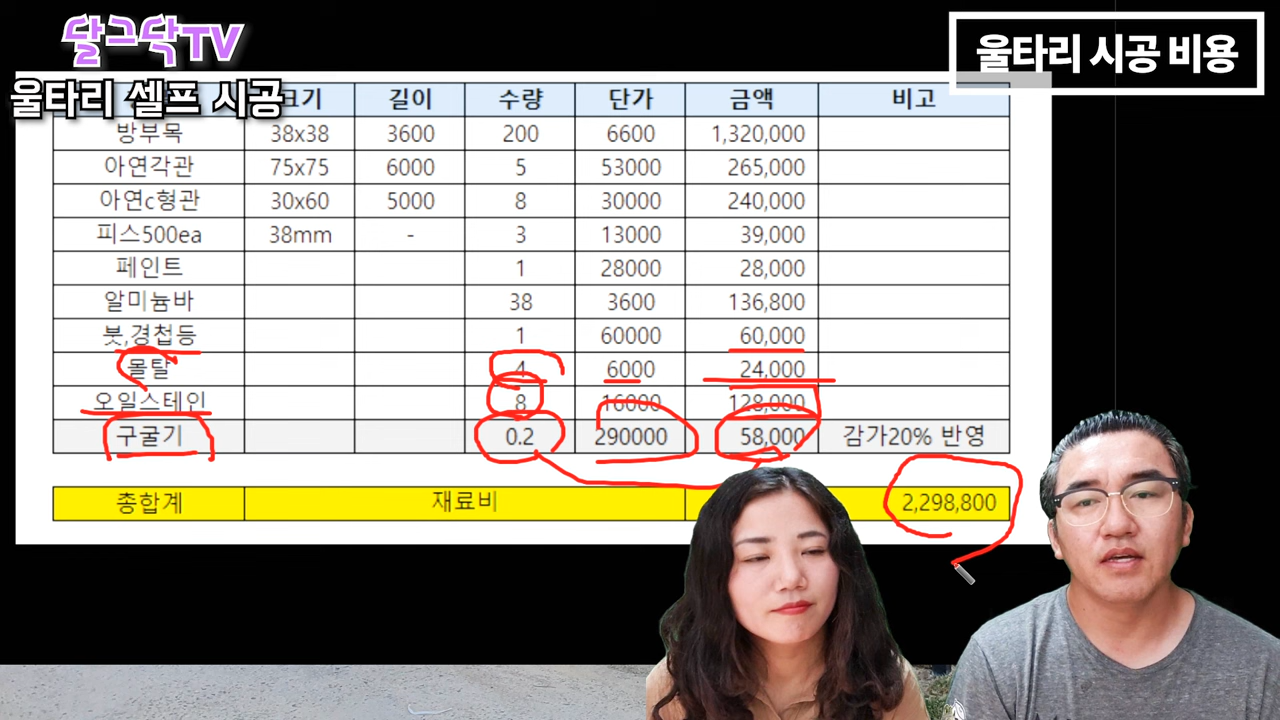 달그닥TV
울타리 셀프 시공
울타리 시공 비용
크기 길이 수량 단가 금액 비고
방부목 38x38 3600 200 6600 1,320,000
아연각관 75x75 6000 5 53000 265,000
아연c형관 30x60 5000 8 30000 240,000
피스500ea 38mm - 3 13000 39,000
페인트 1 28000 28,000
알미늄바 38 3600 136,800
붓,경첩등 1 60000 60,000
몰탈 4 6000 24,000
오일스테인 8 16000 128,000
구굴기 0.2 290000 58,000 감가20% 반영
총합계 재료비 2,298,800